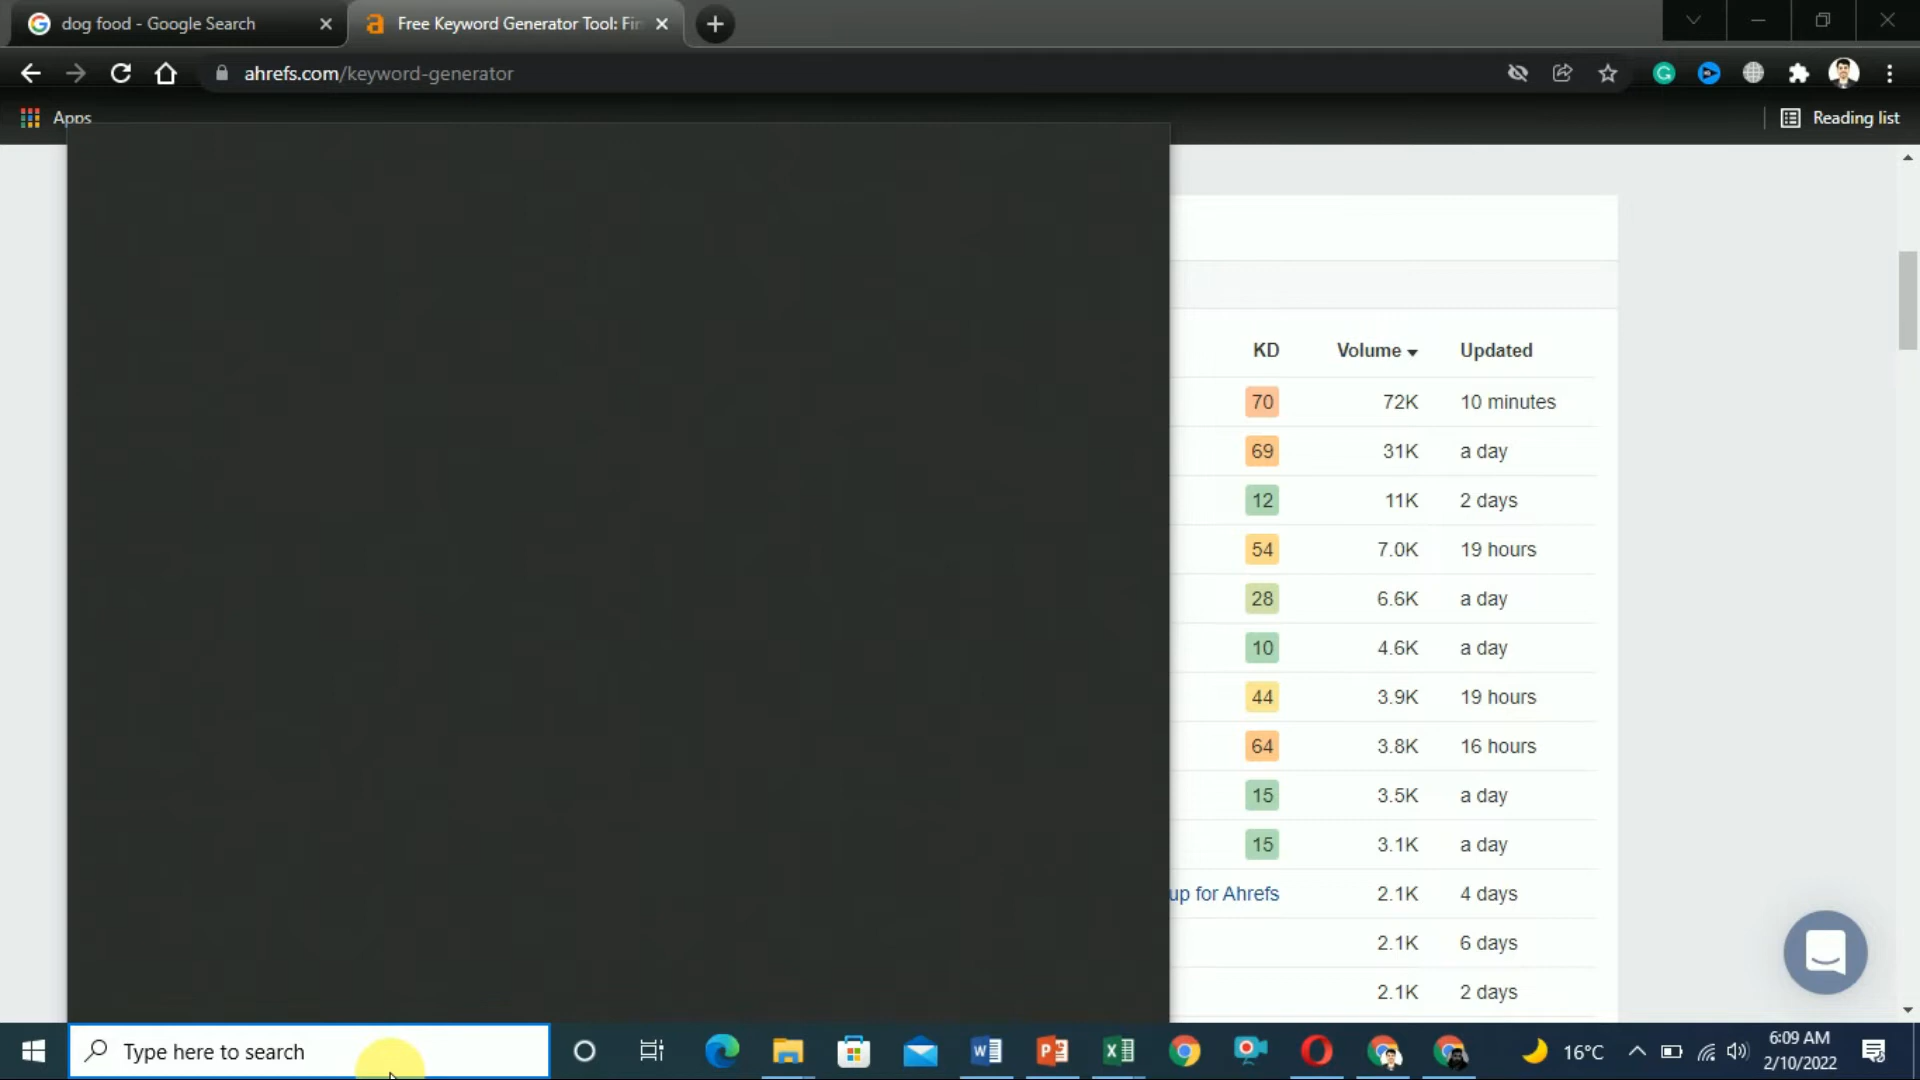 dog food - Google Search
Free Keyword Generator Tool: Fin
ahrefs.com/keyword-generator
Apps
Reading list
KD Volume Updated
70 72K 10 minutes
69 31K a day
12 11K 2 days
54 7.0K 19 hours
28 6.6K a day
10 4.6K a day
44 3.9K 19 hours
64 3.8K 16 hours
15 3.5K a day
15 3.1K a day
up for Ahrefs 2.1K 4 days
2.1K 6 days
2.1K 2 days
Type here to search
16°C
6:09 AM
2/10/2022